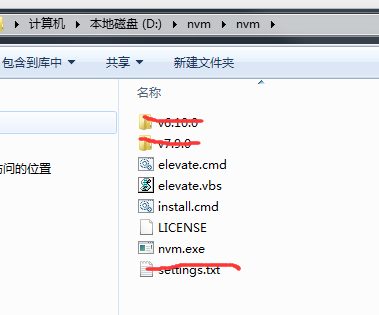 计算机 ▸ 本地磁盘 (D:) ▸ nvm ▸ nvm ▸
包含到库中 ▼ 共享 ▼ 新建文件夹
名称
v6.10.0
v7.9.0
elevate.cmd
访问的位置
elevate.vbs
install.cmd
LICENSE
nvm.exe
settings.txt